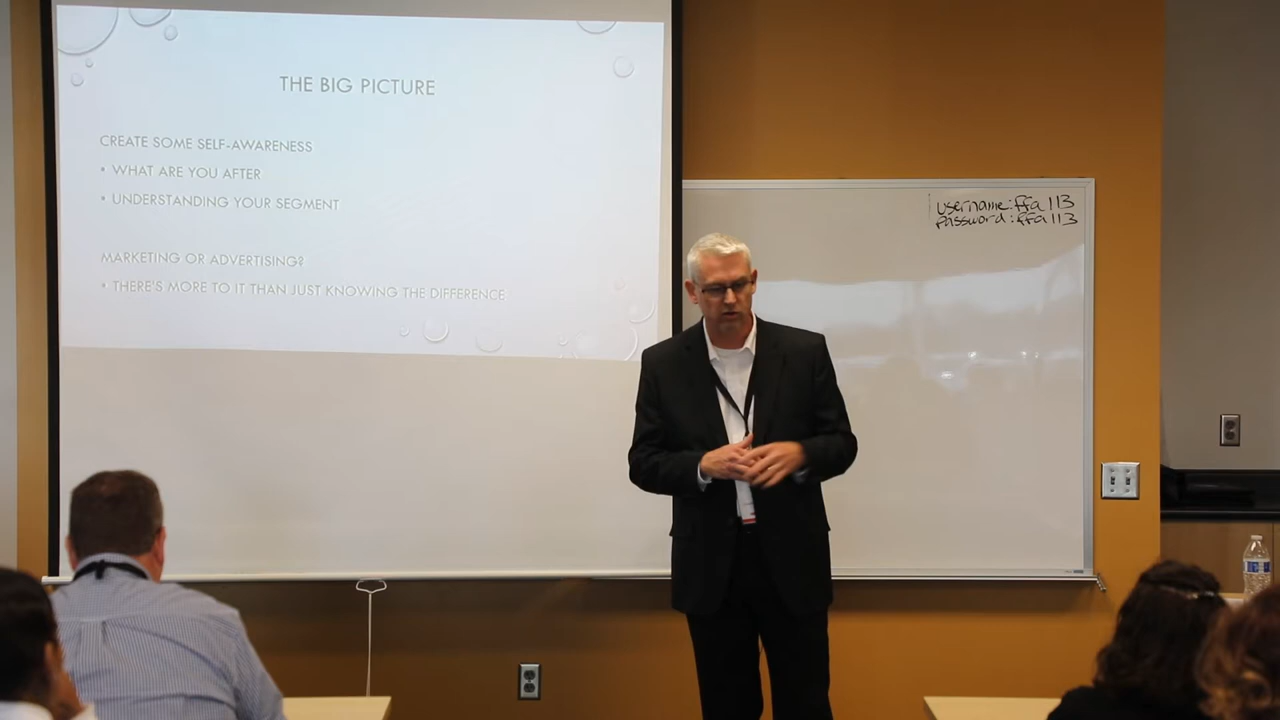 THE BIG PICTURE
CREATE SOME SELF-AWARENESS
• WHAT ARE YOU AFTER
• UNDERSTANDING YOUR SEGMENT
MARKETING OR ADVERTISING?
• THERE'S MORE TO IT THAN JUST KNOWING THE DIFFERENCE
username: ffa113
password: ffa113